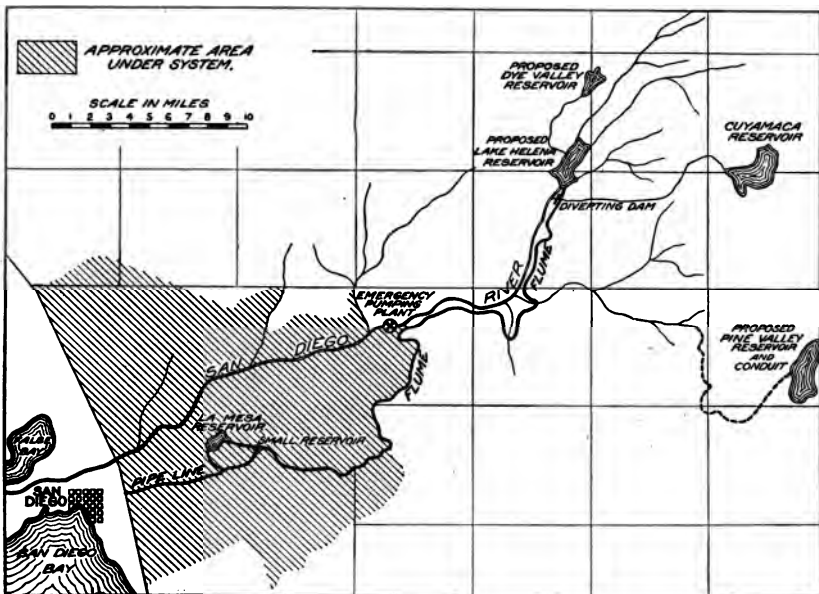 APPROXIMATE AREA
UNDER SYSTEM.
SCALE IN MILES
0 1 2 3 4 5 6 7 8 9 10
PROPOSED
DYE VALLEY
RESERVOIR
PROPOSED
LAKE HELENA
RESERVOIR
CUYAMACA
RESERVOIR
DIVERTING DAM
FLUME
RIVER
EMERGENCY
PUMPING
PLANT
PROPOSED
PINE VALLEY
RESERVOIR
AND
CONDUIT
SAN DIEGO
FLUME
LA MESA
RESERVOIR
SMALL RESERVOIR
PIPE LINE
FALSE
BAY
SAN
DIEGO
SAN DIEGO
BAY